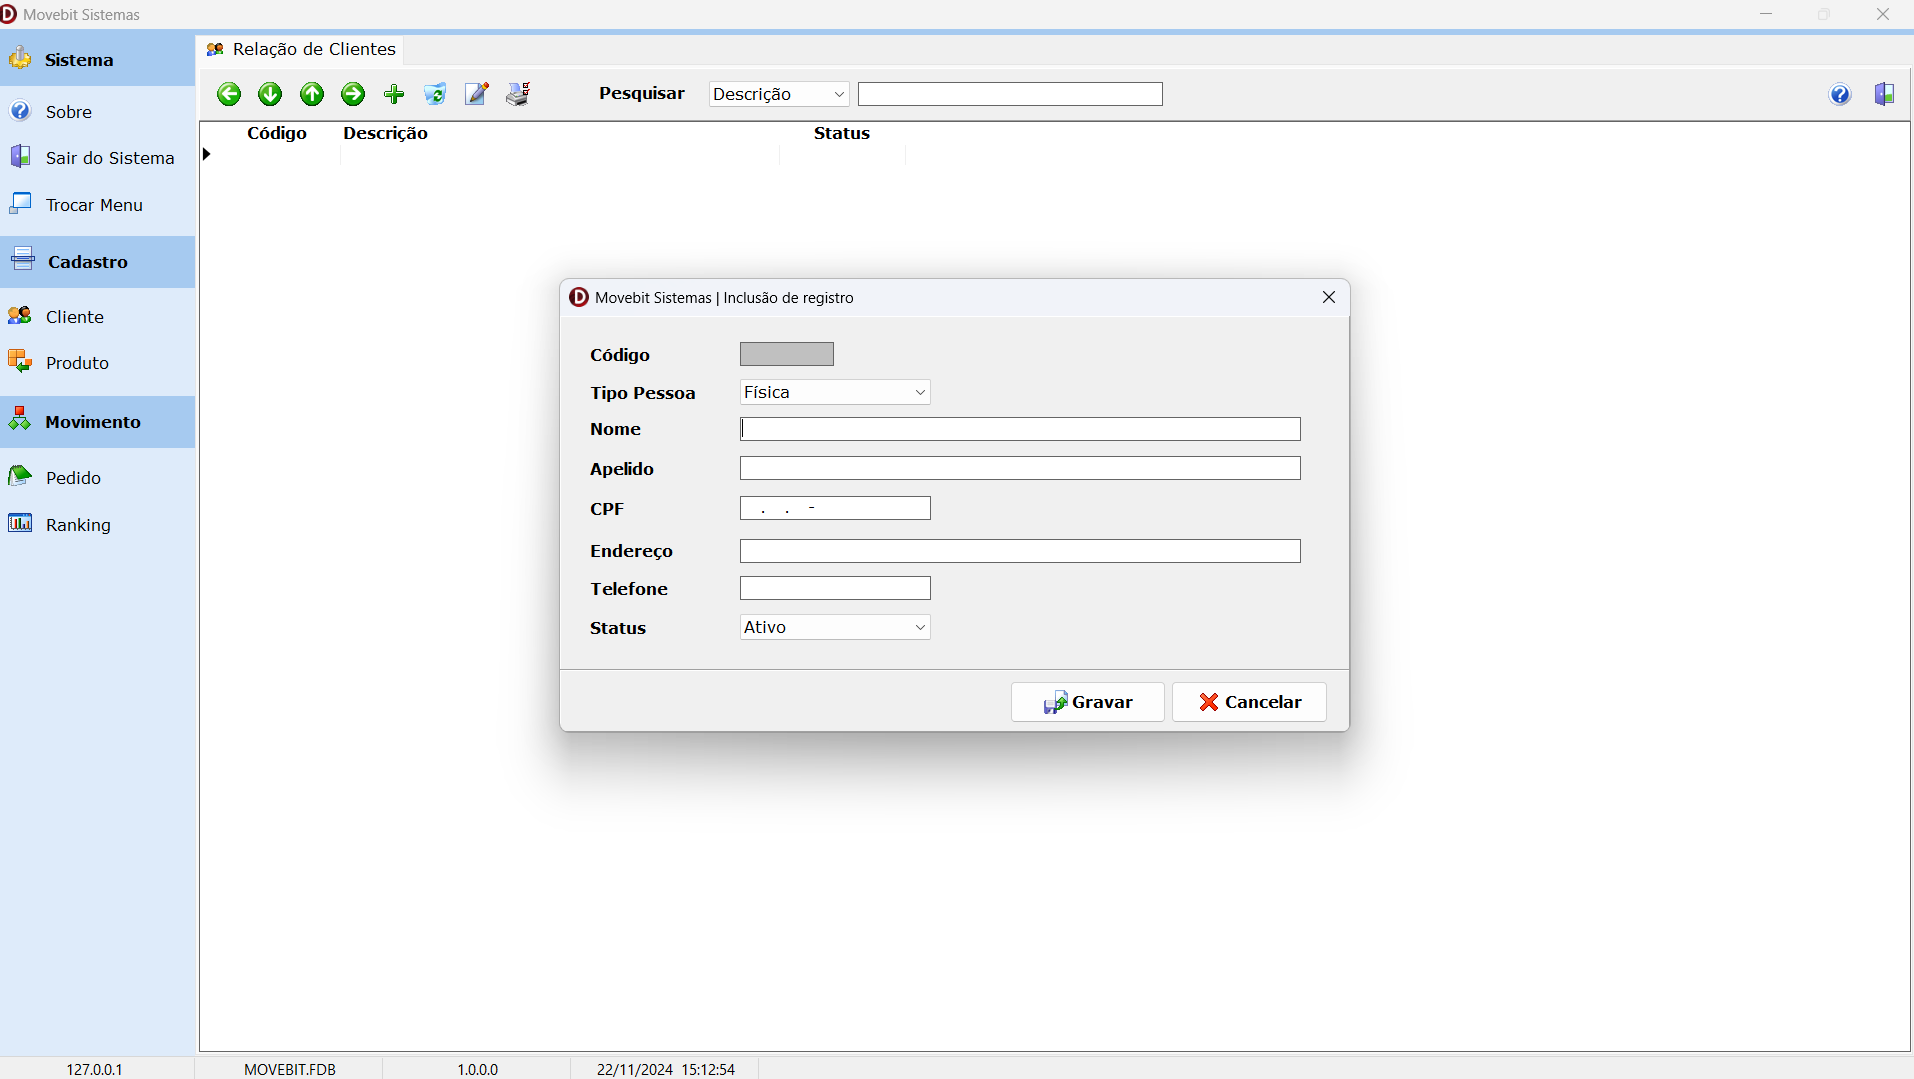 Movebit Sistemas
Sistema
Sobre
Sair do Sistema
Trocar Menu
Cadastro
Cliente
Produto
Movimento
Pedido
Ranking
Relação de Clientes
Pesquisar Descrição
Código Descrição Status
Movebit Sistemas | Inclusão de registro
Código
Tipo Pessoa Física
Nome
Apelido
CPF . . -
Endereço
Telefone
Status Ativo
Gravar Cancelar
127.0.0.1 MOVEBIT.FDB 1.0.0.0 22/11/2024 15:12:54